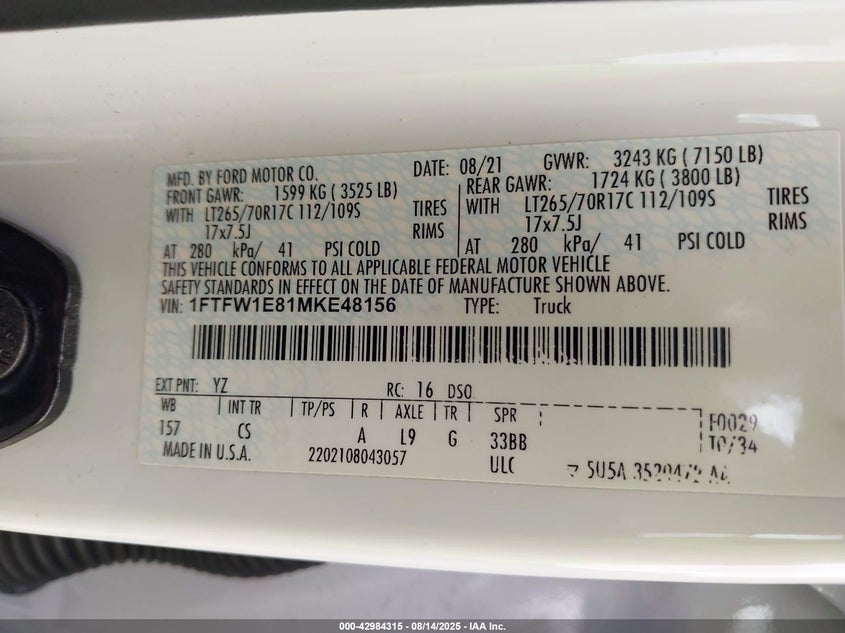 MFD. BY FORD MOTOR CO. DATE: 08/21 GVWR: 3243 KG ( 7150 LB)
FRONT GAWR: 1599 KG ( 3525 LB) REAR GAWR: 1724 KG ( 3800 LB)
WITH LT265/70R17C 112/109S TIRES WITH LT265/70R17C 112/109S TIRES
17x7.5J RIMS 17x7.5J RIMS
AT 280 kPa/ 41 PSI COLD AT 280 kPa/ 41 PSI COLD
THIS VEHICLE CONFORMS TO ALL APPLICABLE FEDERAL MOTOR VEHICLE
SAFETY STANDARDS IN EFFECT ON THE DATE OF MANUFACTURE SHOWN ABOVE.
VIN: 1FTFW1E81MKE48156 TYPE: Truck
EXT PNT: YZ RC: 16 DSO
WB INT TR TP/PS R AXLE TR SPR F0029
157 CS A L9 G 33BB T0/34
MADE IN U.S.A. 2202108043057 ULC 5U5A
000-42984315 - 08/14/2025 - IAA Inc.